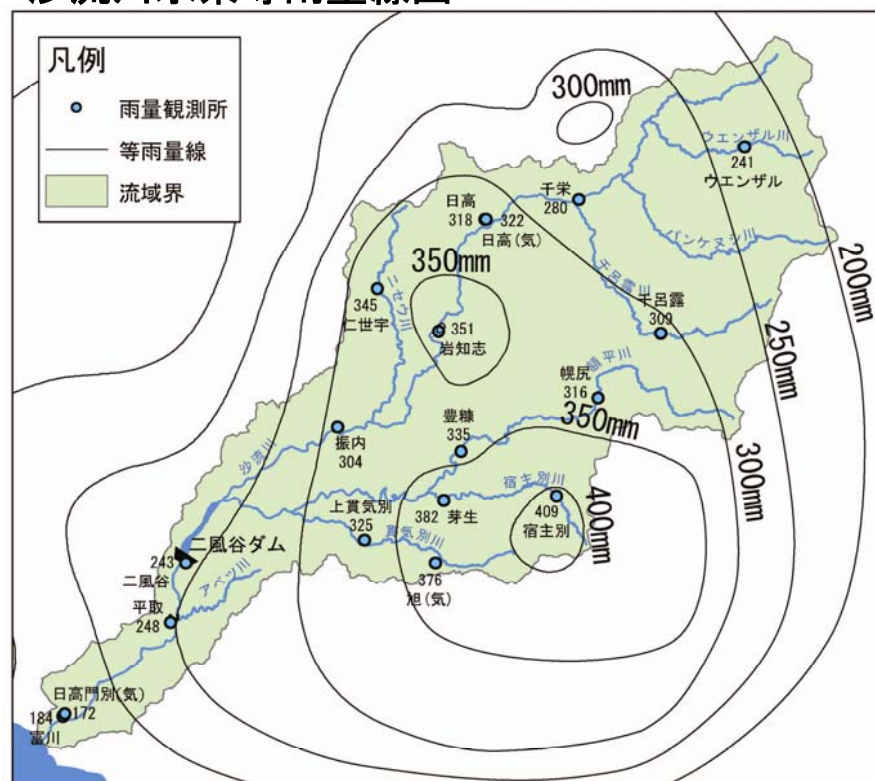 凡例
雨量観測所
等雨量線
流域界
300mm
ウエンザル川
241
ウエンザル
日高
318
322
日高(気)
千栄
280
パンケヌシ川
350mm
ニセウ川
345
仁世宇
351
岩知志
千呂露川
千呂露
309
200mm
250mm
300mm
額平川
幌尻
316
350mm
豊糠
335
振内
304
沙流川
宿主別川
409
宿主別
400mm
382 芽生
上貫気別
325
貫気別川
376
旭(気)
二風谷ダム
243
二風谷
アベツ川
平取
248
日高門別(気)
184
172
富川